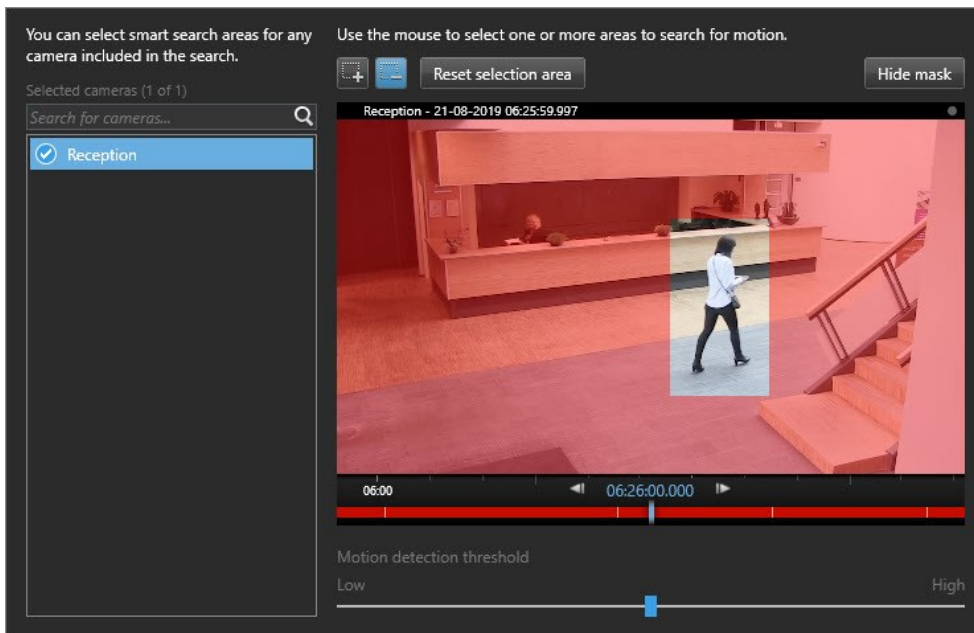 You can select smart search areas for any
camera included in the search.
Selected cameras (1 of 1)
Search for cameras...
Reception
Use the mouse to select one or more areas to search for motion.
Reset selection area
Hide mask
Reception - 21-08-2019 06:25:59.997
06:00
06:26:00.000
Motion detection threshold
Low
High